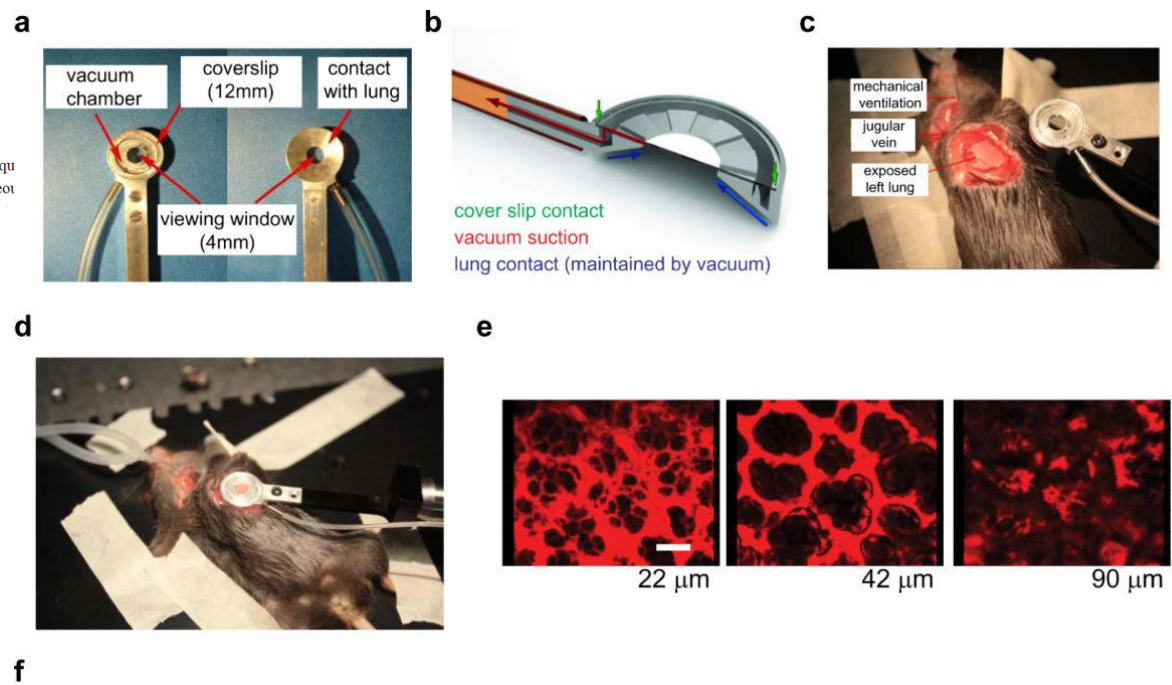 a
vacuum
chamber
coverslip
(12mm)
contact
with lung
viewing window
(4mm)
b
cover slip contact
vacuum suction
lung contact (maintained by vacuum)
c
mechanical
ventilation
jugular
vein
exposed
left lung
d
e
22 μm
42 μm
90 μm
f